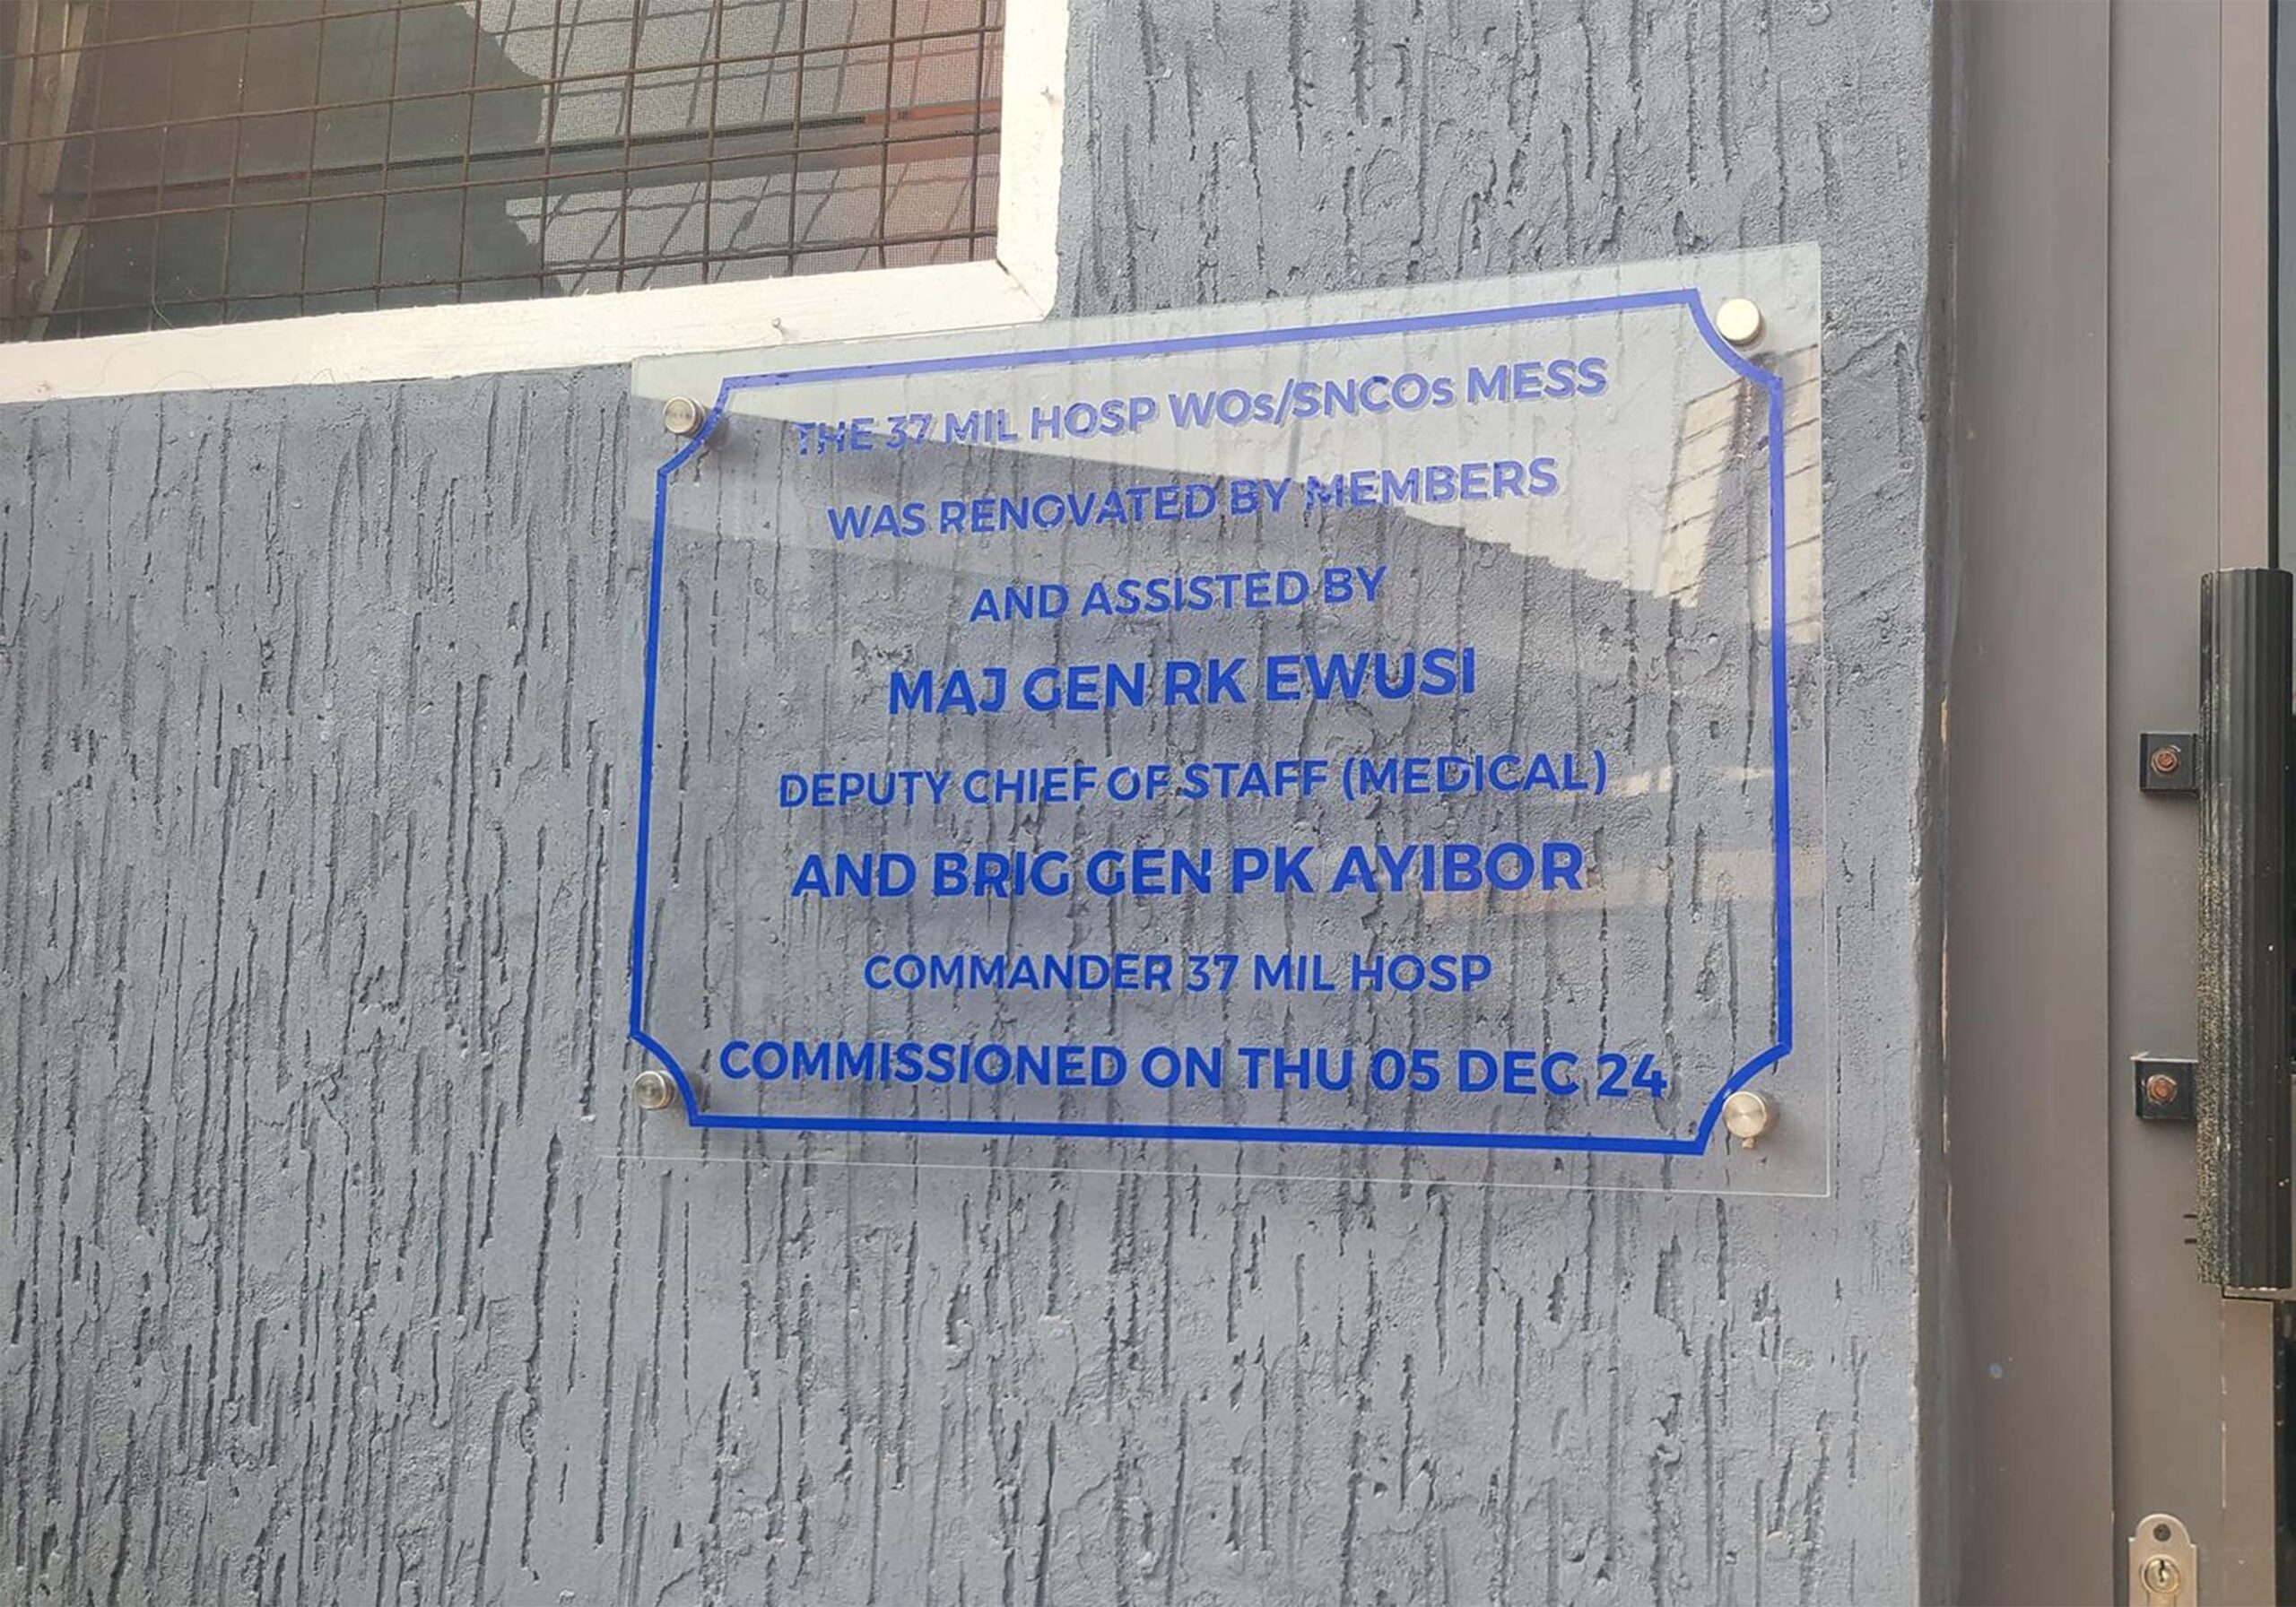 THE 37 MIL HOSP WOs/SNCOs MESS
WAS RENOVATED BY MEMBERS
AND ASSISTED BY
MAJ GEN RK EWUSI
DEPUTY CHIEF OF STAFF (MEDICAL)
AND BRIG GEN PK AYIBOR
COMMANDER 37 MIL HOSP
COMMISSIONED ON THU 05 DEC 24